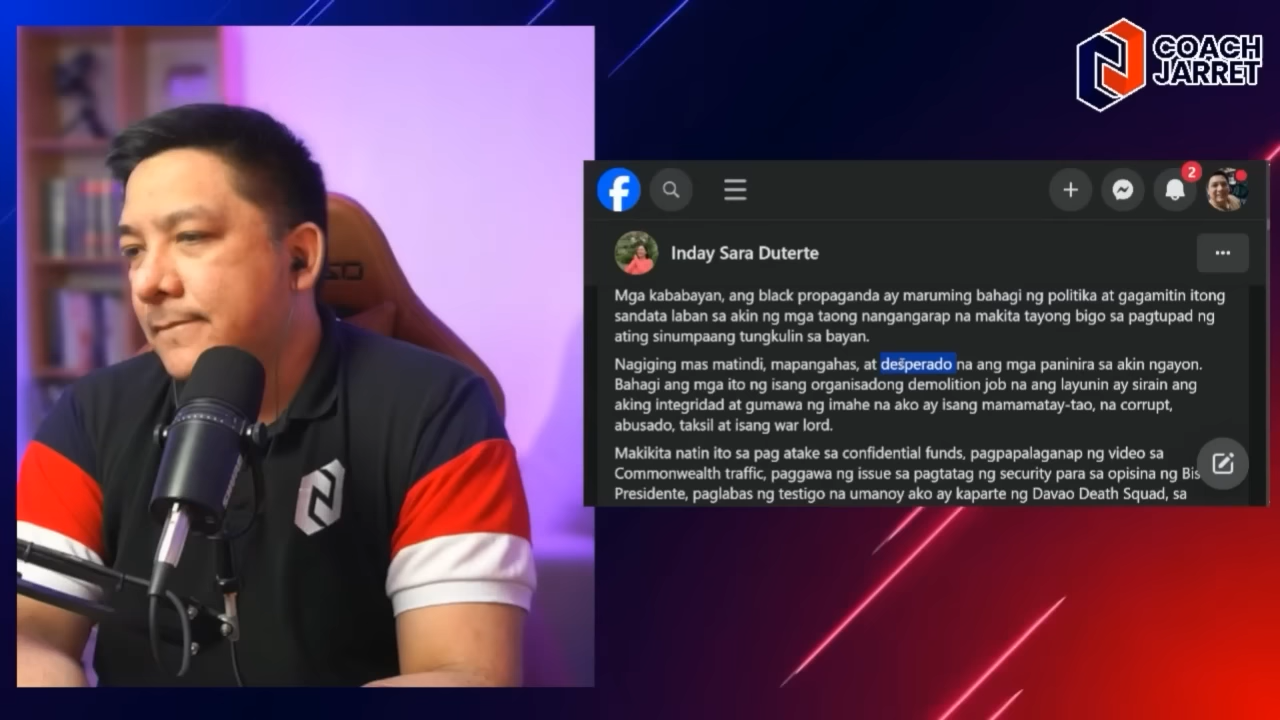 COACH
JARRET
2
Inday Sara Duterte
Mga kababayan, ang black propaganda ay maruming bahagi ng politika at gagamitin itong
sandata laban sa akin ng mga taong nangangarap na makita tayong bigo sa pagtupad ng
ating sinumpaang tungkulin sa bayan.
Nagiging mas matindi, mapangahas, at desperado na ang mga paninira sa akin ngayon.
Bahagi ang mga ito ng isang organisadong demolition job na ang layunin ay sirain ang
aking integridad at gumawa ng imahe na ako ay isang mamamatay-tao, na corrupt,
abusado, taksil at isang war lord.
Makikita natin ito sa pag atake sa confidential funds, pagpapalaganap ng video sa
Commonwealth traffic, paggawa ng issue sa pagtatag ng security para sa opisina ng Bis
Presidente, paglabas ng testigo na umanoy ako ay kaparte ng Davao Death Squad, sa